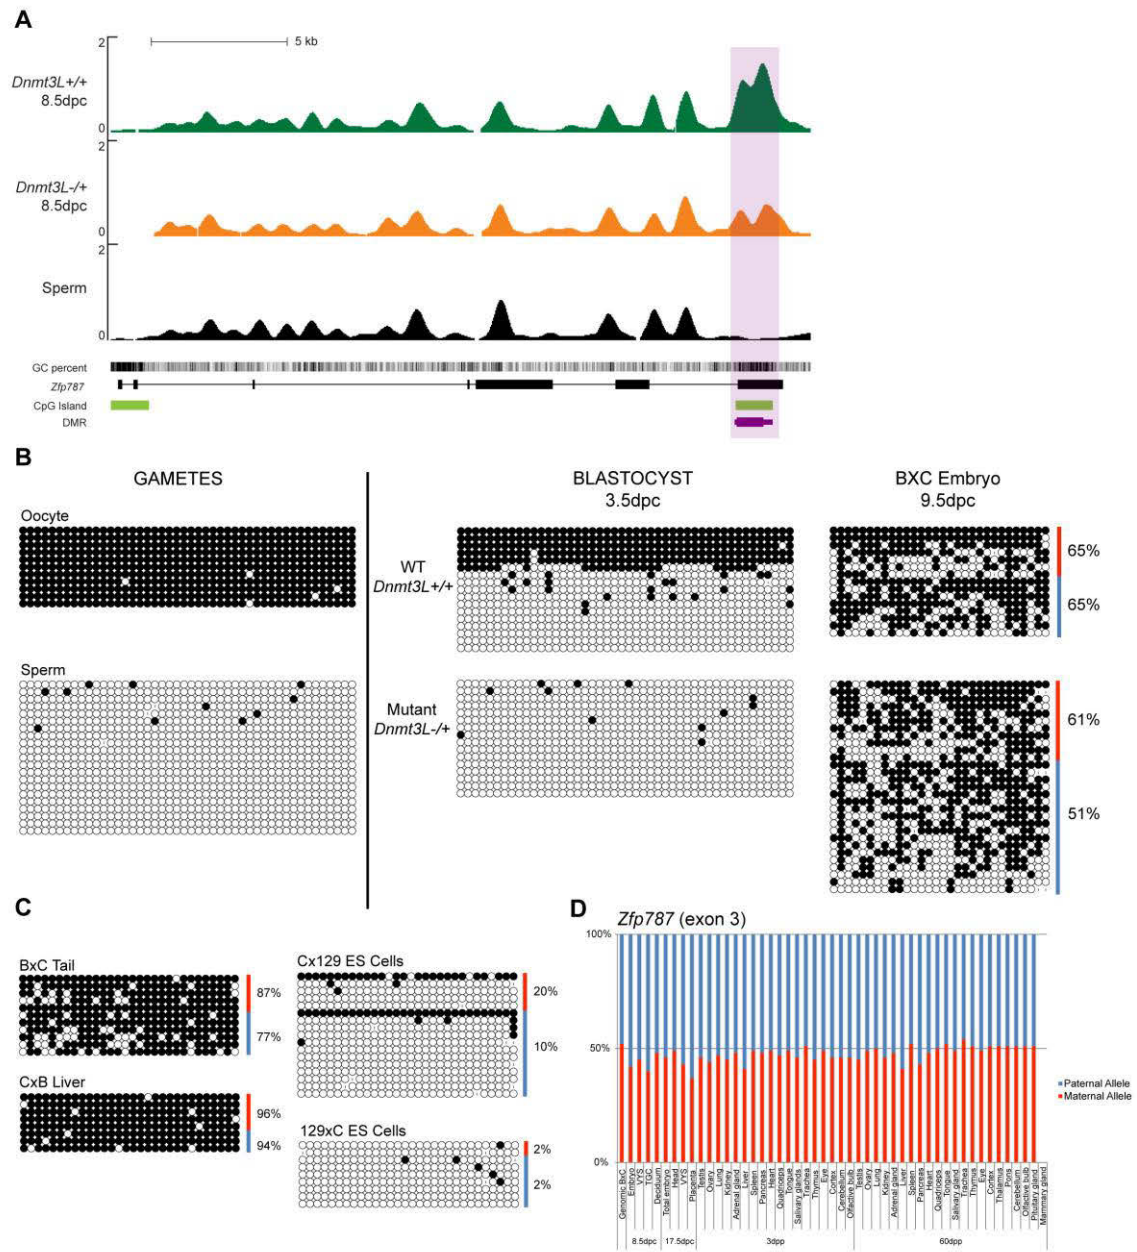 A
2
5 kb
Dnmt3L+/+
8.5dpc
0
2
Dnmt3L-/+
8.5dpc
0
2
Sperm
0
GC percent
Zfp787
CpG Island
DMR
B
GAMETES
BLASTOCYST
3.5dpc
BXC Embryo
9.5dpc
Oocyte
WT
Dnmt3L+/+
65%
65%
Sperm
Mutant
Dnmt3L-/+
61%
51%
C
BxC Tail
87%
77%
CxB Liver
96%
94%
Cx129 ES Cells
20%
10%
129xC ES Cells
2%
2%
D
Zfp787 (exon 3)
100%
50%
0%
Paternal Allele
Maternal Allele
Genomic BxC
Embryo
VYS
TGC
Deciduum
Total embryo
Head
VYS
Placenta
Testis
Ovary
Lung
Kidney
Adrenal gland
Liver
Spleen
Pancreas
Heart
Quadriceps
Tongue
Salivary glands
Trachea
Thymus
Eye
Cortex
Cerebellum
Olfactive bulb
Testis
Ovary
Lung
Kidney
Adrenal gland
Liver
Spleen
Pancreas
Heart
Quadriceps
Tongue
Salivary gland
Trachea
Thymus
Eye
Cortex
Thalamus
Pons
Cerebellum
Olfactive bulb
Pituitary gland
Mammary gland
8.5dpc
17.5dpc
3dpp
60dpp